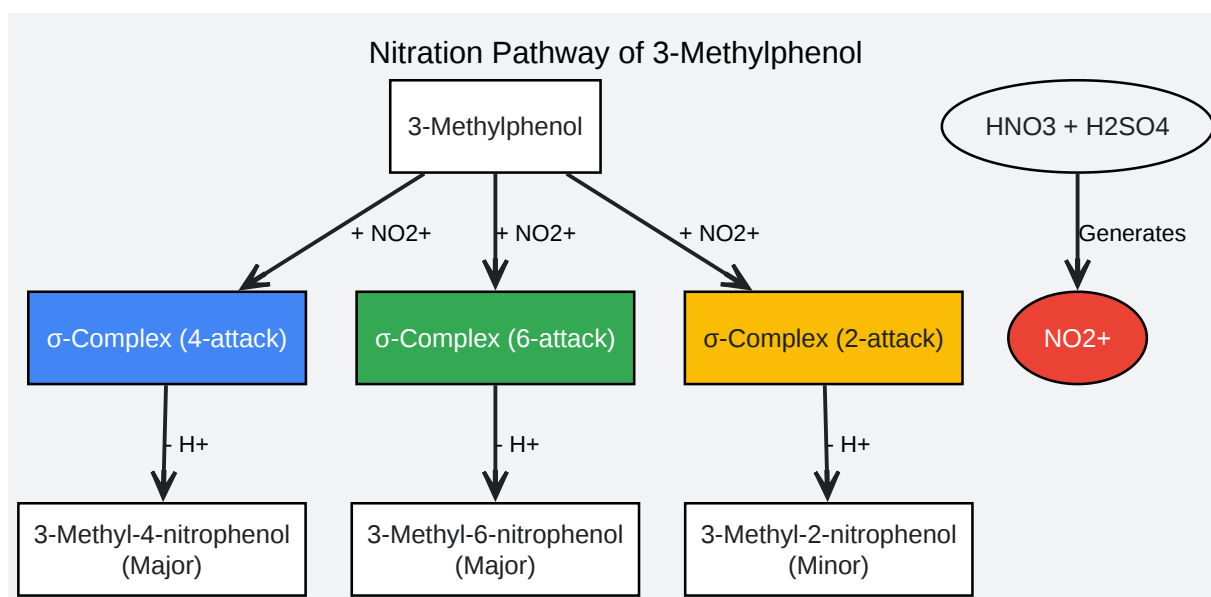 Nitration Pathway of 3-Methylphenol
3-Methylphenol
HNO3 + H2SO4
+ NO2+
+ NO2+
+ NO2+
Generates
σ-Complex (4-attack)
σ-Complex (6-attack)
σ-Complex (2-attack)
NO2+
- H+
- H+
- H+
3-Methyl-4-nitrophenol
(Major)
3-Methyl-6-nitrophenol
(Major)
3-Methyl-2-nitrophenol
(Minor)